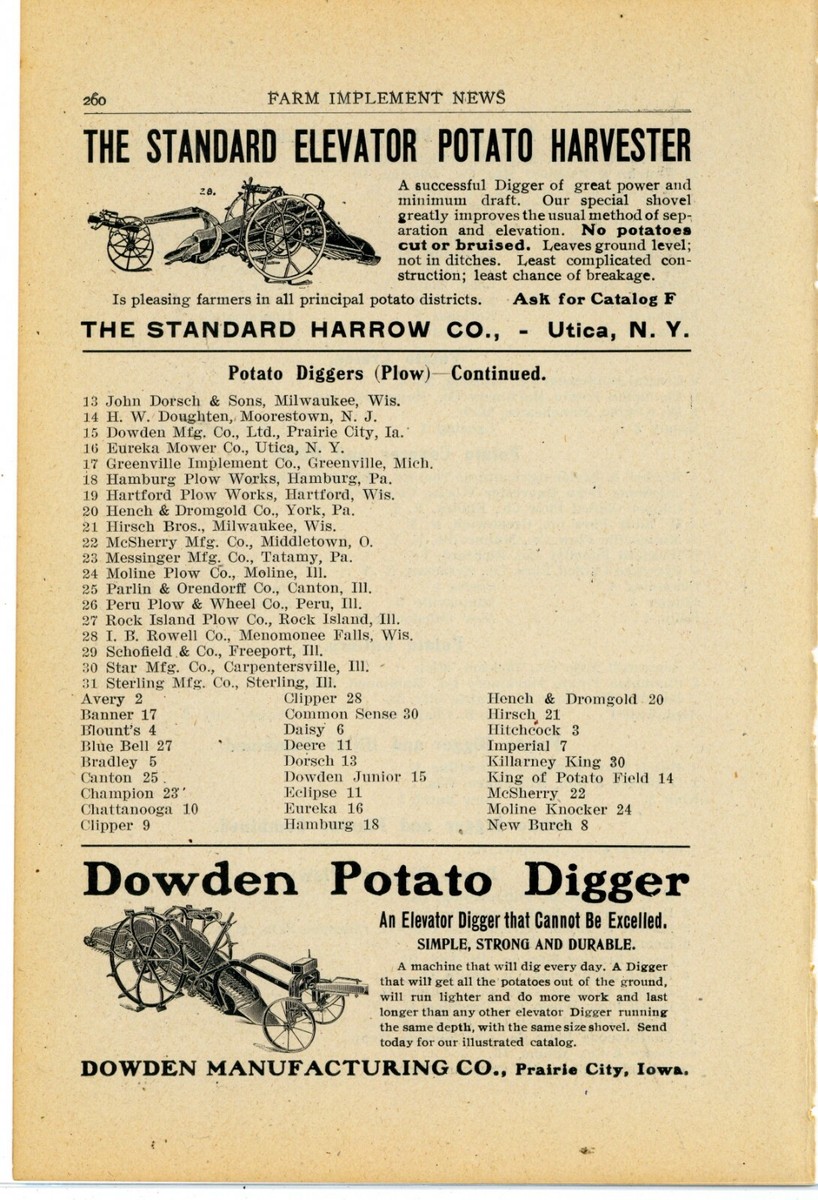 260
FARM IMPLEMENT NEWS
THE STANDARD ELEVATOR POTATO HARVESTER
28.
A successful Digger of great power and
minimum draft. Our special shovel
greatly improves the usual method of sep-
aration and elevation. No potatoes
cut or bruised. Leaves ground level;
not in ditches. Least complicated con-
struction; least chance of breakage.
Is pleasing farmers in all principal potato districts. Ask for Catalog F
THE STANDARD HARROW CO., - Utica, N. Y.
Potato Diggers (Plow)—Continued.
13 John Dorsch & Sons, Milwaukee, Wis.
14 H. W. Doughten, Moorestown, N. J.
15 Dowden Mfg. Co., Ltd., Prairie City, Ia.
16 Eureka Mower Co., Utica, N. Y.
17 Greenville Implement Co., Greenville, Mich.
18 Hamburg Plow Works, Hamburg, Pa.
19 Hartford Plow Works, Hartford, Wis.
20 Hench & Dromgold Co., York, Pa.
21 Hirsch Bros., Milwaukee, Wis.
22 McSherry Mfg. Co., Middletown, O.
23 Messinger Mfg. Co., Tatamy, Pa.
24 Moline Plow Co., Moline, Ill.
25 Parlin & Orendorff Co., Canton, Ill.
26 Peru Plow & Wheel Co., Peru, Ill.
27 Rock Island Plow Co., Rock Island, Ill.
28 I. B. Rowell Co., Menomonee Falls, Wis.
29 Schofield & Co., Freeport, Ill.
30 Star Mfg. Co., Carpentersville, Ill.
31 Sterling Mfg. Co., Sterling, Ill.
Avery 2
Banner 17
Blount's 4
Blue Bell 27
Bradley 5
Canton 25
Champion 23
Chattanooga 10
Clipper 9
Clipper 28
Common Sense 30
Daisy 6
Deere 11
Dorsch 13
Dowden Junior 15
Eclipse 11
Eureka 16
Hamburg 18
Hench & Dromgold 20
Hirsch 21
Hitchcock 3
Imperial 7
Killarney King 30
King of Potato Field 14
McSherry 22
Moline Knocker 24
New Burch 8
Dowden Potato Digger
An Elevator Digger that Cannot Be Excelled.
SIMPLE, STRONG AND DURABLE.
A machine that will dig every day. A Digger
that will get all the potatoes out of the ground,
will run lighter and do more work and last
longer than any other elevator Digger running
the same depth, with the same size shovel. Send
today for our illustrated catalog.
DOWDEN MANUFACTURING CO., Prairie City, Iowa.